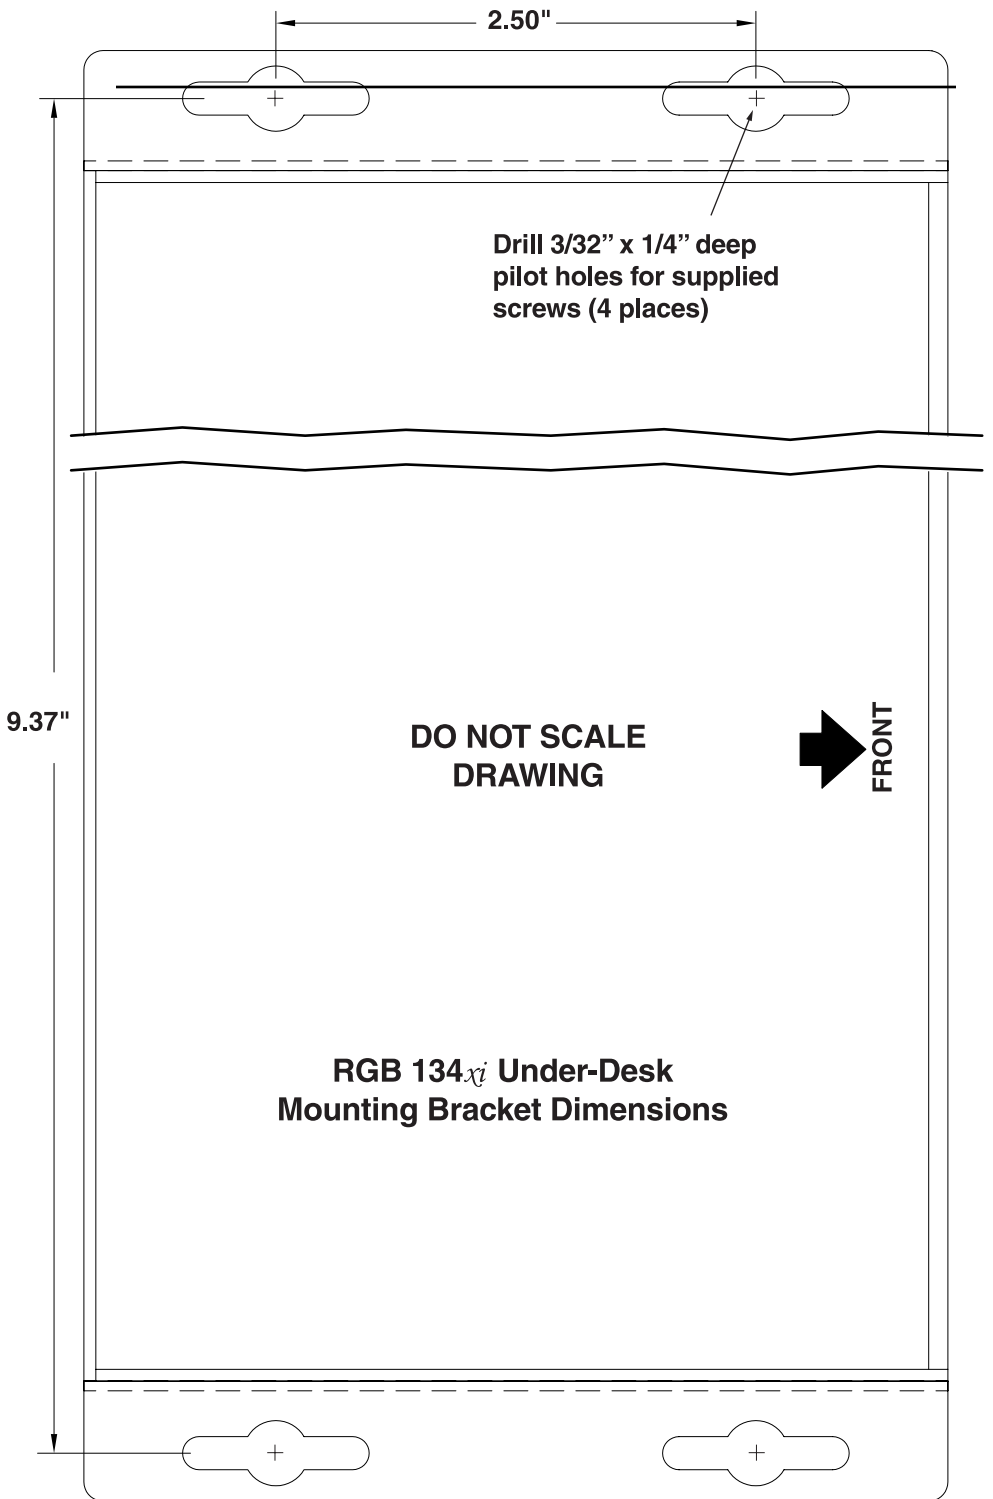 2.50"
Drill 3/32” x 1/4” deep
pilot holes for supplied
screws (4 places)
9.37"
DO NOT SCALE
DRAWING
FRONT
RGB 134xi Under-Desk
Mounting Bracket Dimensions